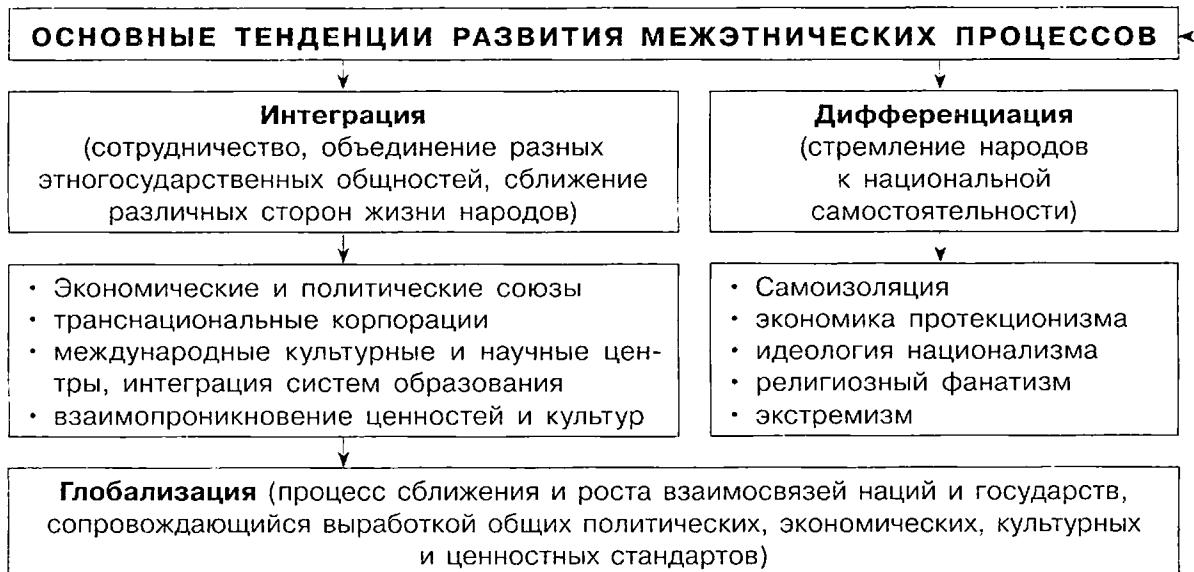 ОСНОВНЫЕ ТЕНДЕНЦИИ РАЗВИТИЯ МЕЖЭТНИЧЕСКИХ ПРОЦЕССОВ
Интеграция
(сотрудничество, объединение разных
этногосударственных общностей, сближение
различных сторон жизни народов)
Дифференциация
(стремление народов
к национальной
самостоятельности)
• Экономические и политические союзы
• транснациональные корпорации
• международные культурные и научные цен-
тры, интеграция систем образования
• взаимопроникновение ценностей и культур
• Самоизоляция
• экономика протекционизма
• идеология национализма
• религиозный фанатизм
• экстремизм
Глобализация (процесс сближения и роста взаимосвязей наций и государств,
сопровождающийся выработкой общих политических, экономических, культурных
и ценностных стандартов)